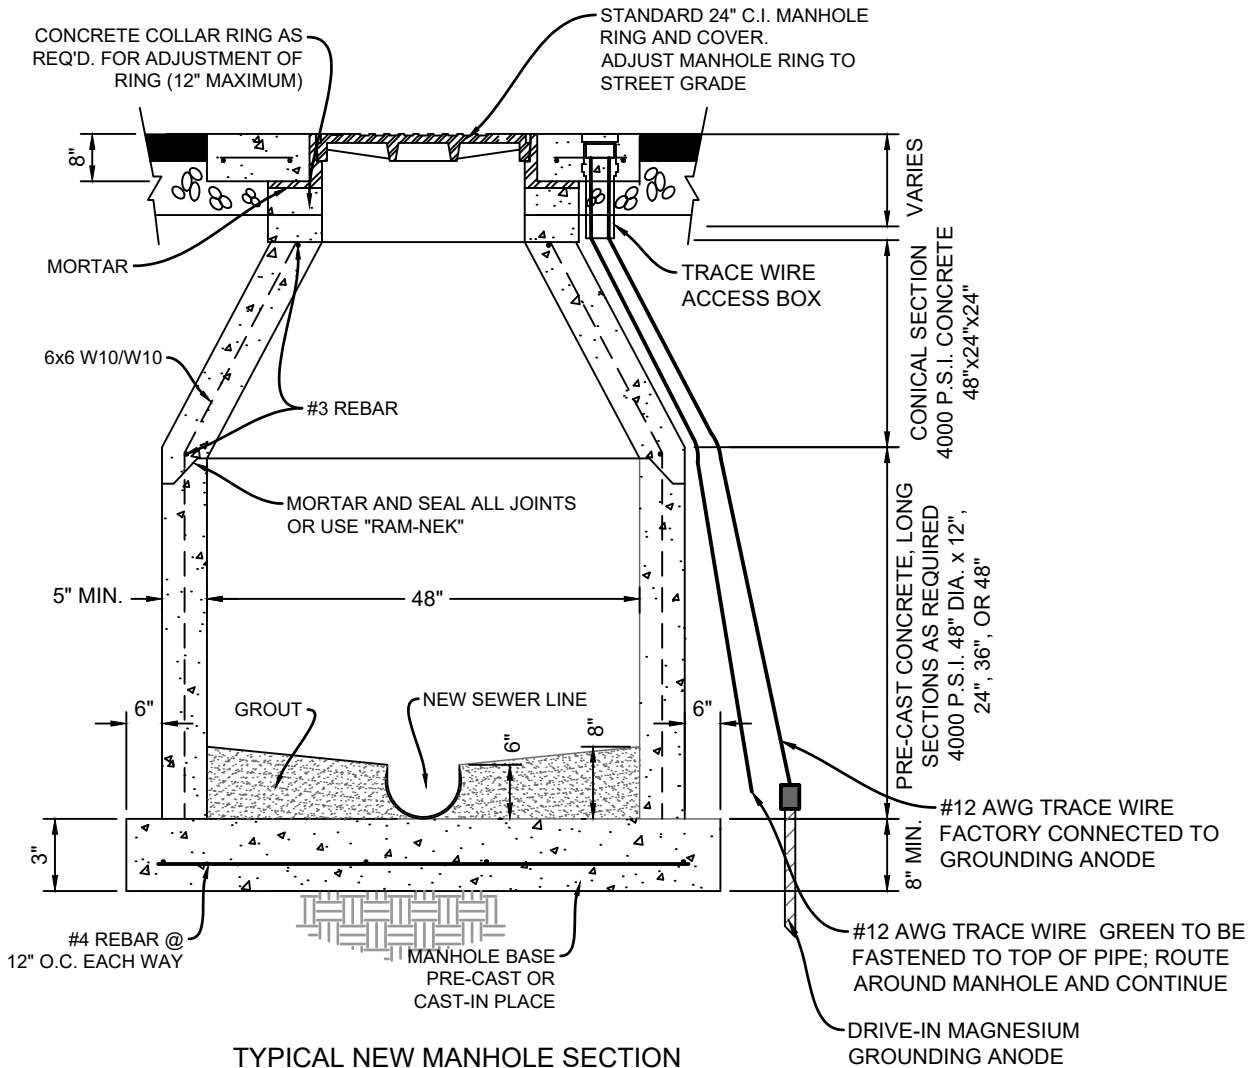 CONCRETE COLLAR RING AS
REQ'D. FOR ADJUSTMENT OF
RING (12" MAXIMUM)
STANDARD 24" C.I. MANHOLE
RING AND COVER.
ADJUST MANHOLE RING TO
STREET GRADE
8"
VARIES
MORTAR
TRACE WIRE
ACCESS BOX
CONICAL SECTION
4000 P.S.I. CONCRETE
48"x24"x24"
6x6 W10/W10
#3 REBAR
MORTAR AND SEAL ALL JOINTS
OR USE "RAM-NEK"
PRE-CAST CONCRETE, LONG
SECTIONS AS REQUIRED
4000 P.S.I. 48" DIA. x 12",
24", 36", OR 48"
5" MIN.
48"
6"
GROUT
NEW SEWER LINE
6"
8"
6"
3"
8" MIN.
#12 AWG TRACE WIRE
FACTORY CONNECTED TO
GROUNDING ANODE
#4 REBAR @
12" O.C. EACH WAY
MANHOLE BASE
PRE-CAST OR
CAST-IN PLACE
#12 AWG TRACE WIRE GREEN TO BE
FASTENED TO TOP OF PIPE; ROUTE
AROUND MANHOLE AND CONTINUE
DRIVE-IN MAGNESIUM
GROUNDING ANODE
TYPICAL NEW MANHOLE SECTION